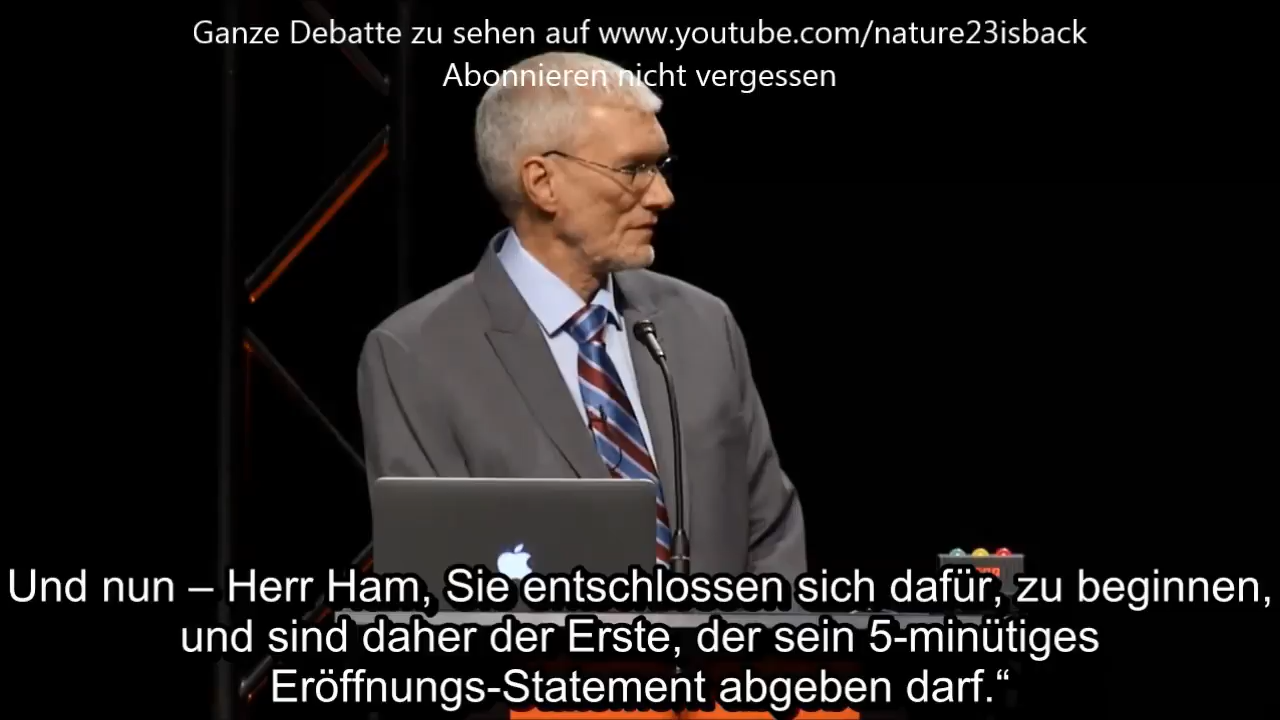 Ganze Debatte zu sehen auf www.youtube.com/nature23isback
Abonnieren nicht vergessen
Und nun – Herr Ham, Sie entschlossen sich dafür, zu beginnen,
und sind daher der Erste, der sein 5-minütiges
Eröffnungs-Statement abgeben darf.“